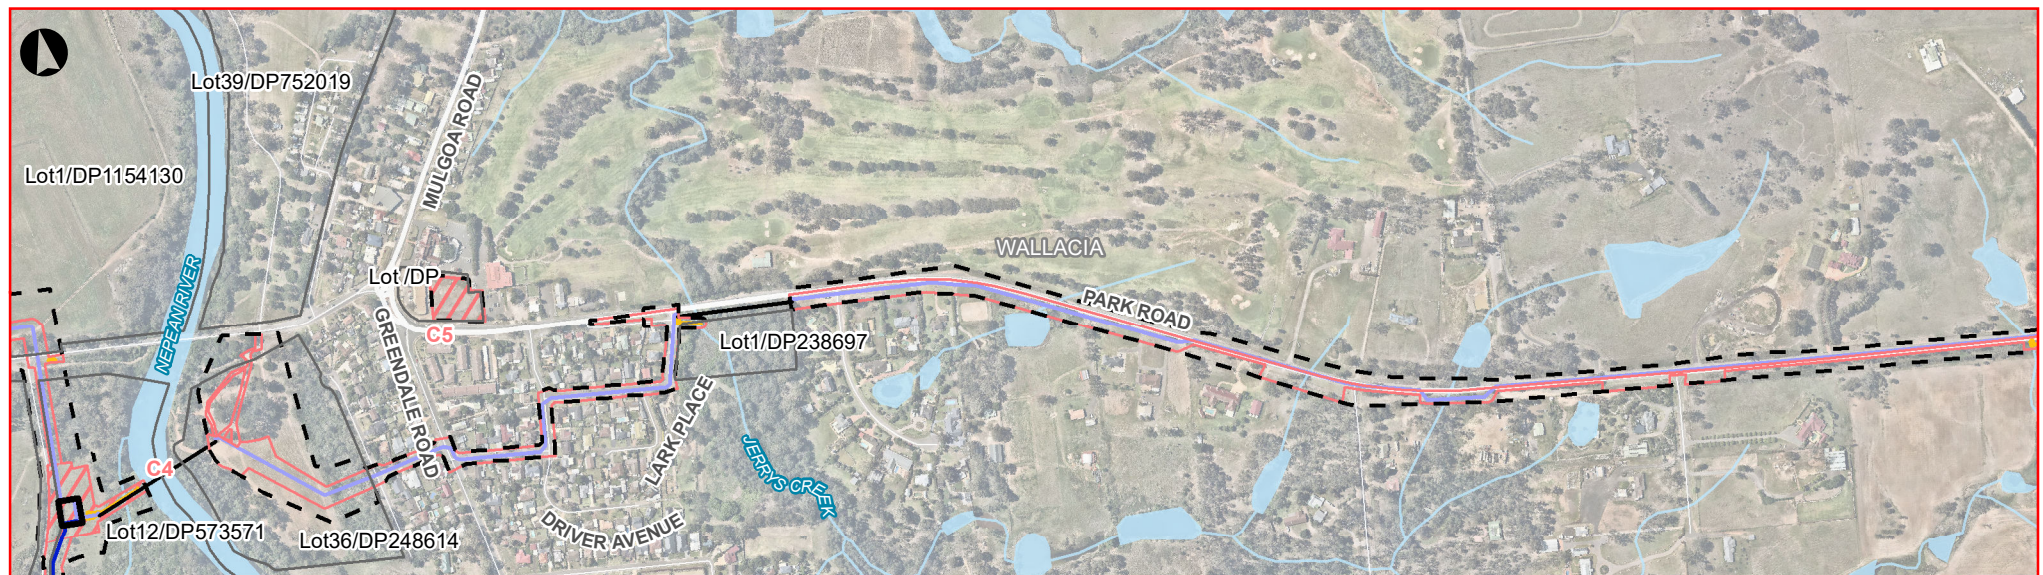 Lot39/DP752019
MULGOA ROAD
Lot1/DP1154130
WALLACIA
NEPEAN RIVER
Lot /DP
PARK ROAD
C5
Lot1/DP238697
GREENDALE ROAD
LARK PLACE
C4
JERRYS CREEK
Lot12/DP573571
Lot36/DP248614
DRIVER AVENUE